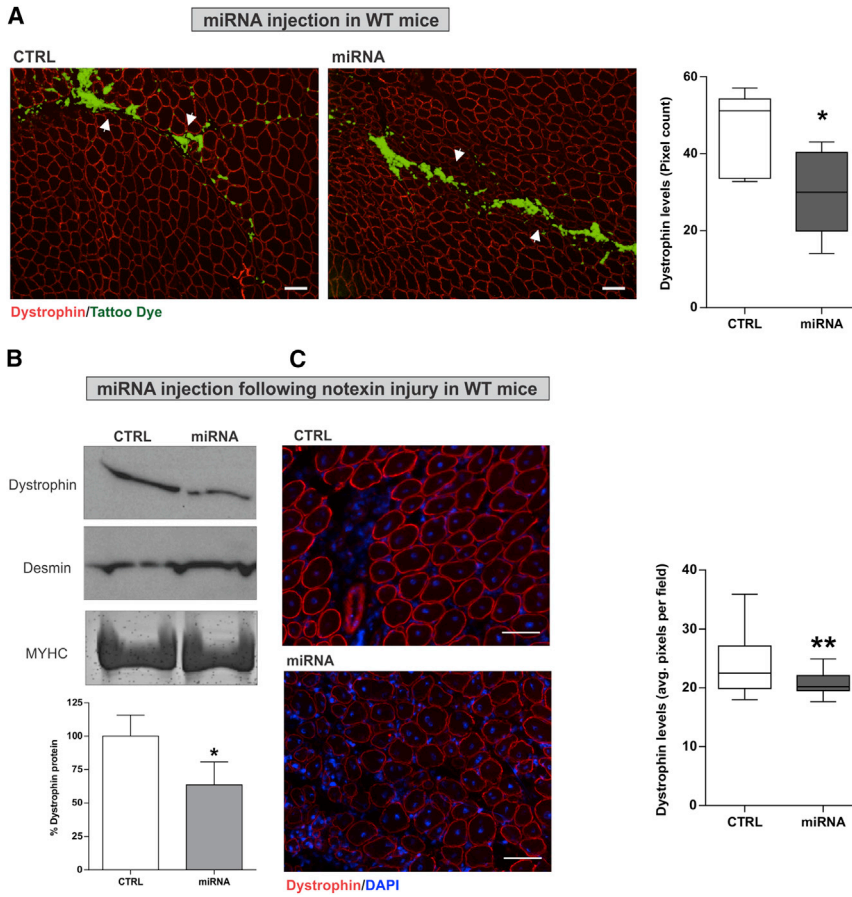 A
miRNA injection in WT mice
CTRL
miRNA
Dystrophin/Tattoo Dye
Dystrophin levels (Pixel count)
60
40
20
0
*
CTRL
miRNA
B
C
miRNA injection following notexin injury in WT mice
CTRL
miRNA
Dystrophin
Desmin
MYHC
% Dystrophin protein
125
100
75
50
25
0
*
CTRL
miRNA
CTRL
miRNA
Dystrophin/DAPI
Dystrophin levels (avg. pixels per field)
40
30
20
10
0
**
CTRL
miRNA